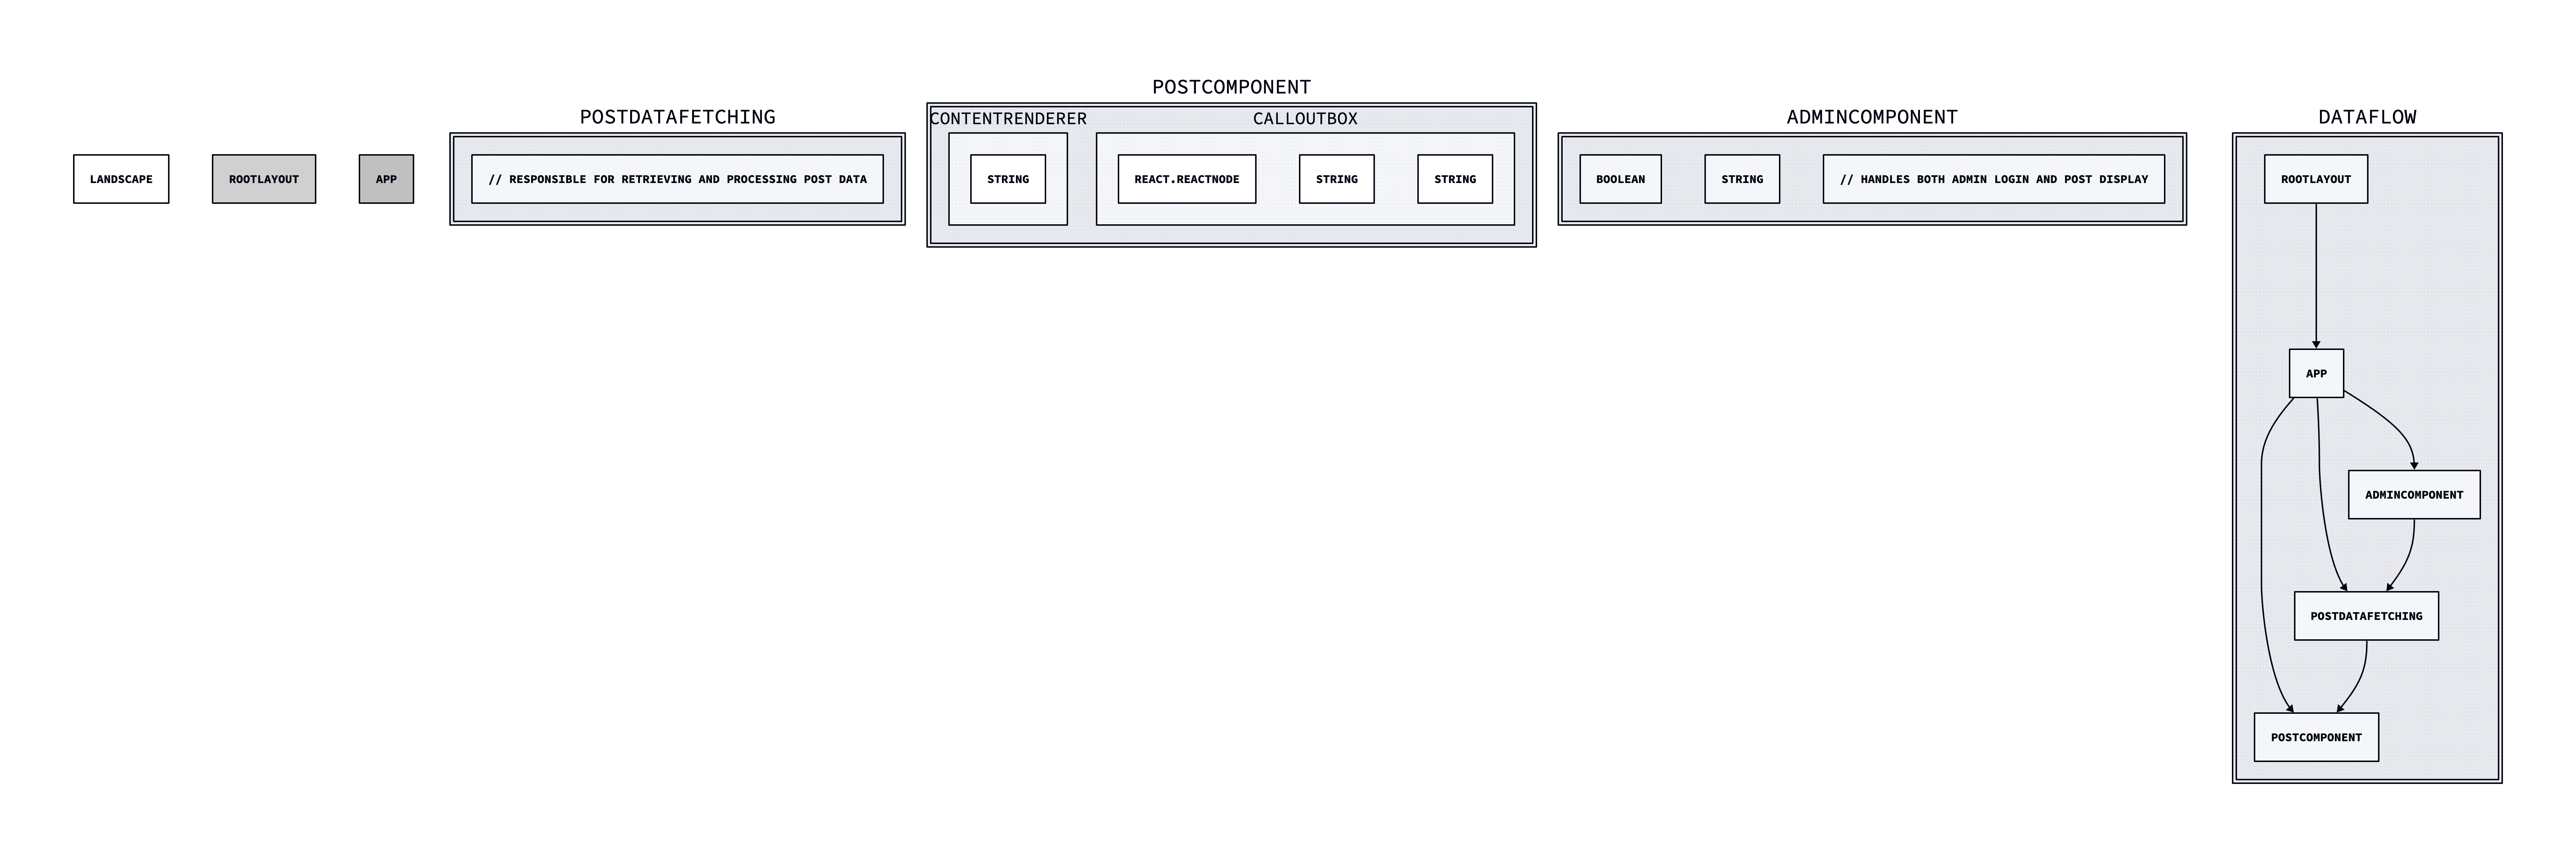 LANDSCAPE
ROOTLAYOUT
APP
POSTDATAFETCHING
// RESPONSIBLE FOR RETRIEVING AND PROCESSING POST DATA
POSTCOMPONENT
CONTENTRENDERER
STRING
CALLOUTBOX
REACT.REACTNODE
STRING
STRING
ADMINCOMPONENT
BOOLEAN
STRING
// HANDLES BOTH ADMIN LOGIN AND POST DISPLAY
DATAFLOW
ROOTLAYOUT
APP
ADMINCOMPONENT
POSTDATAFETCHING
POSTCOMPONENT